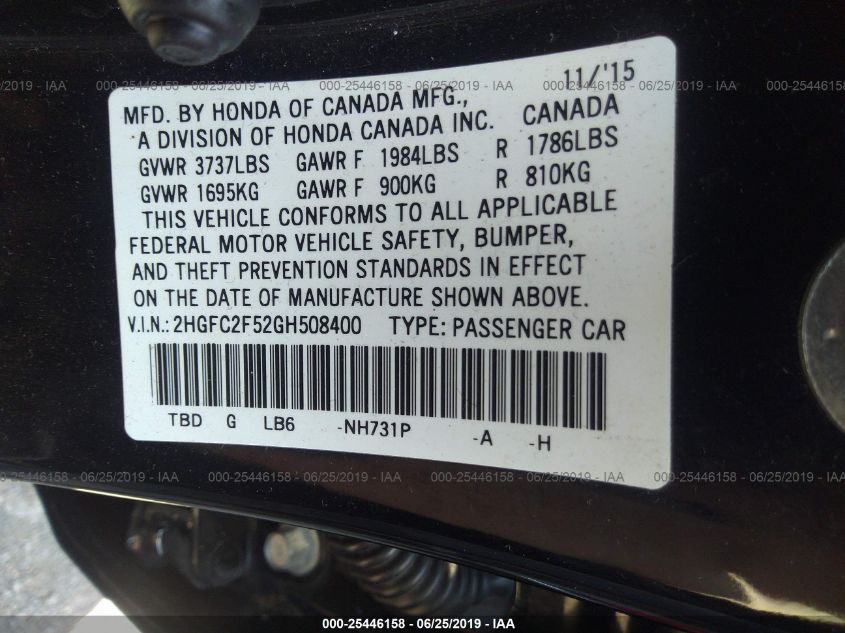 11/'15
MFD. BY HONDA OF CANADA MFG., CANADA
A DIVISION OF HONDA CANADA INC.
GVWR 3737LBS GAWR F 1984LBS R 1786LBS
GVWR 1695KG GAWR F 900KG R 810KG
THIS VEHICLE CONFORMS TO ALL APPLICABLE
FEDERAL MOTOR VEHICLE SAFETY, BUMPER,
AND THEFT PREVENTION STANDARDS IN EFFECT
ON THE DATE OF MANUFACTURE SHOWN ABOVE.
V.I.N.: 2HGFC2F52GH508400 TYPE: PASSENGER CAR
TBD G LB6 -NH731P -A -H
000-25446158 - 06/25/2019 - IAA